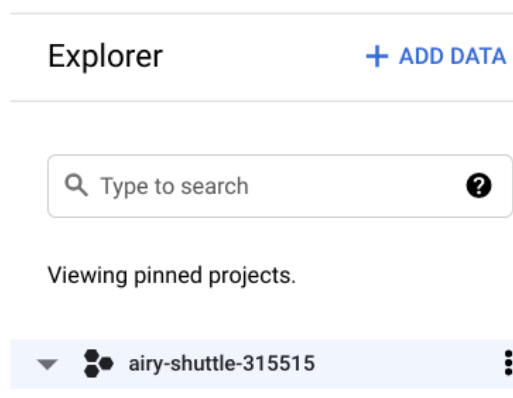 Explorer + ADD DATA
Type to search
Viewing pinned projects.
airy-shuttle-315515